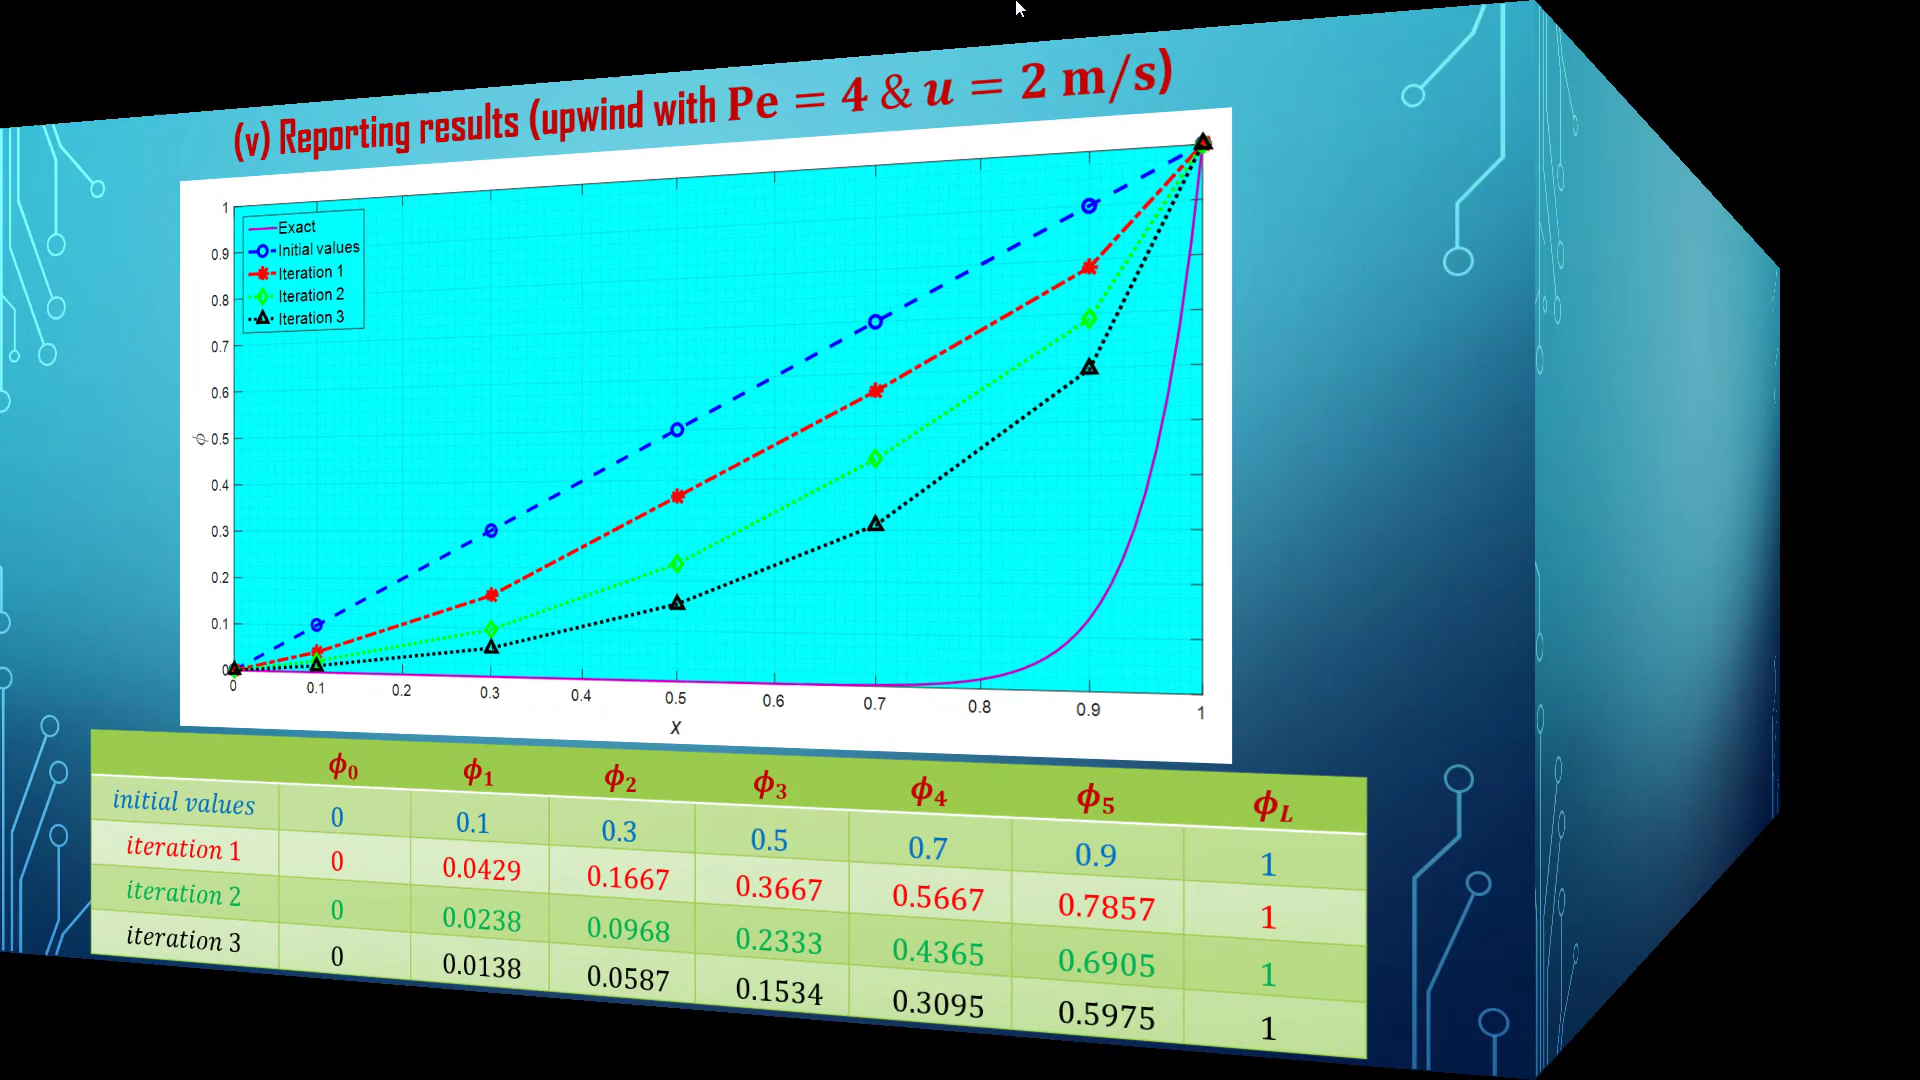 (v) Reporting results (upwind with Pe = 4 & u = 2 m/s)
Exact
Initial values
Iteration 1
Iteration 2
Iteration 3
1
0.9
0.8
0.7
0.6
0.5
0.4
0.3
0.2
0.1
0
ϕ
0 0.1 0.2 0.3 0.4 0.5 0.6 0.7 0.8 0.9 1
x
ϕ₀ ϕ₁ ϕ₂ ϕ₃ ϕ₄ ϕ₅ ϕL
initial values 0 0.1 0.3 0.5 0.7 0.9 1
iteration 1 0 0.0429 0.1667 0.3667 0.5667 0.7857 1
iteration 2 0 0.0238 0.0968 0.2333 0.4365 0.6905 1
iteration 3 0 0.0138 0.0587 0.1534 0.3095 0.5975 1